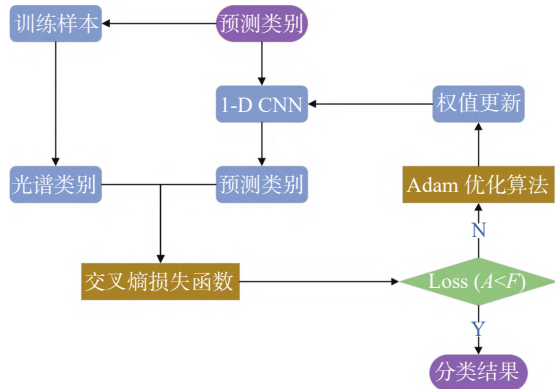 训练样本
预测类别
1-D CNN
权值更新
光谱类别
预测类别
Adam 优化算法
N
交叉熵损失函数
Loss (A<F)
Y
分类结果